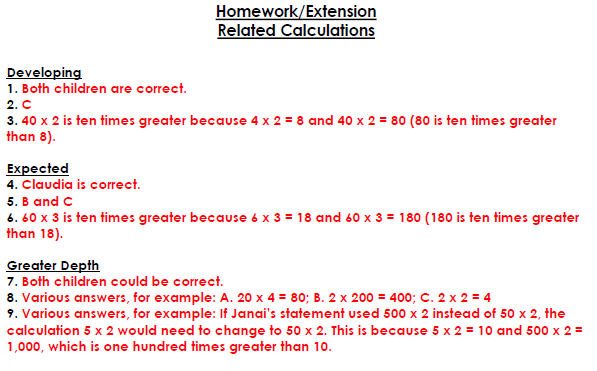 Homework/Extension
Related Calculations
Developing
1. Both children are correct.
2. C
3. 40 x 2 is ten times greater because 4 x 2 = 8 and 40 x 2 = 80 (80 is ten times greater
than 8).
Expected
4. Claudia is correct.
5. B and C
6. 60 x 3 is ten times greater because 6 x 3 = 18 and 60 x 3 = 180 (180 is ten times greater
than 18).
Greater Depth
7. Both children could be correct.
8. Various answers, for example: A. 20 x 4 = 80; B. 2 x 200 = 400; C. 2 x 2 = 4
9. Various answers, for example: If Janai’s statement used 500 x 2 instead of 50 x 2, the
calculation 5 x 2 would need to change to 50 x 2. This is because 5 x 2 = 10 and 500 x 2 =
1,000, which is one hundred times greater than 10.